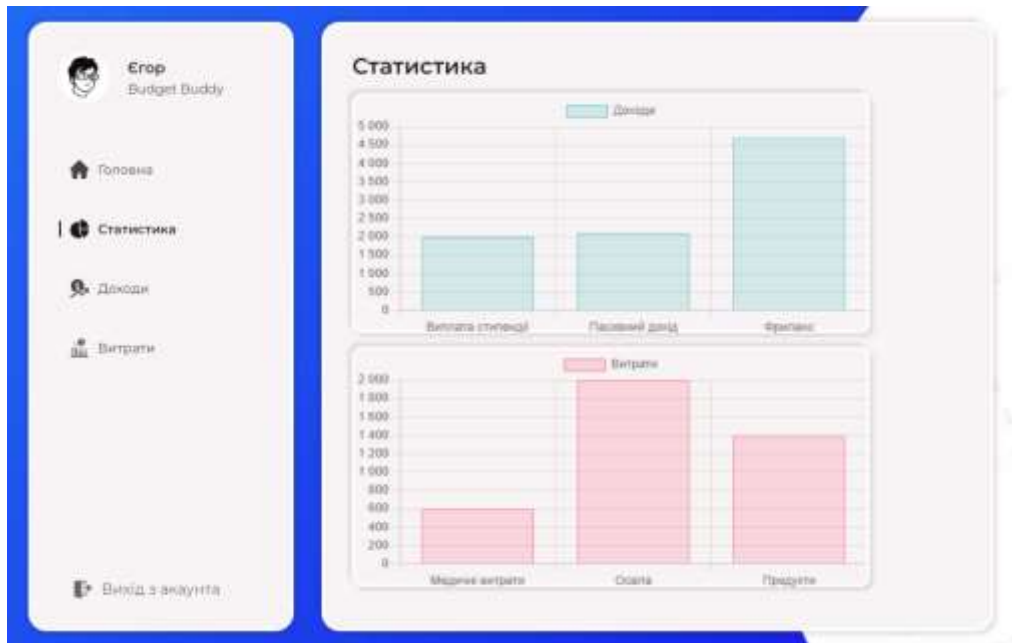 Єгор
Budget Buddy
Головна
Статистика
Доходи
Витрати
Вихід з акаунта
Статистика
Доходи
5 000
4 500
4 000
3 500
3 000
2 500
2 000
1 500
1 000
500
0
Виплата стипендії
Пасивний дохід
Фриланс
Витрати
2 000
1 800
1 600
1 400
1 200
1 000
800
600
400
200
0
Медичні витрати
Освіта
Продукти